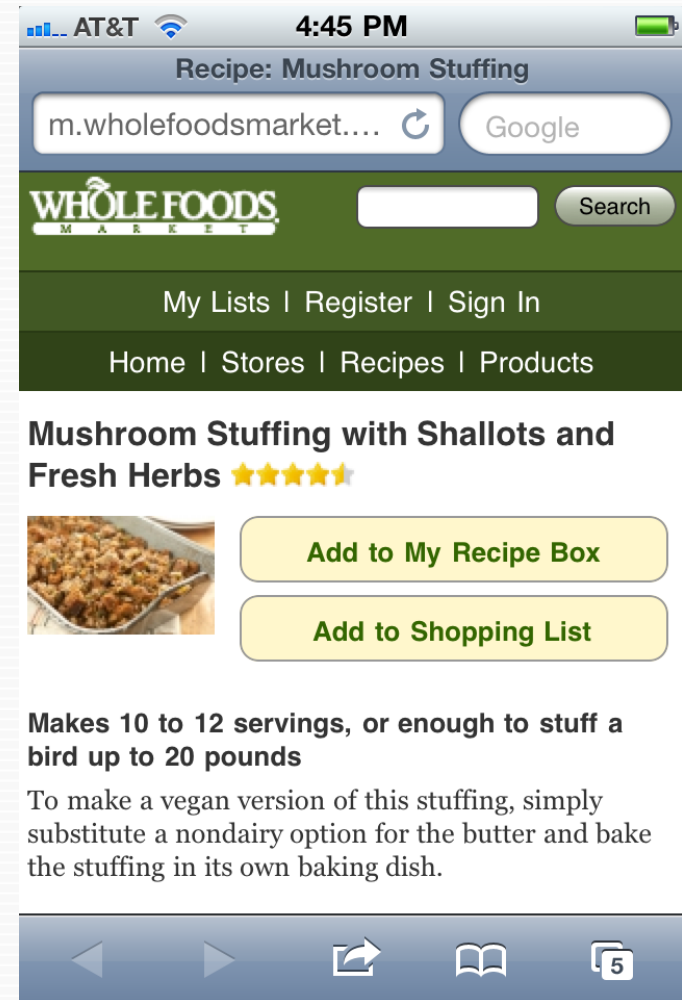 AT&T 4:45 PM
Recipe: Mushroom Stuffing
m.wholefoodsmarket.... Google
WHOLE FOODS
MARKET
Search
My Lists | Register | Sign In
Home | Stores | Recipes | Products
Mushroom Stuffing with Shallots and
Fresh Herbs
Add to My Recipe Box
Add to Shopping List
Makes 10 to 12 servings, or enough to stuff a
bird up to 20 pounds
To make a vegan version of this stuffing, simply
substitute a nondairy option for the butter and bake
the stuffing in its own baking dish.
5